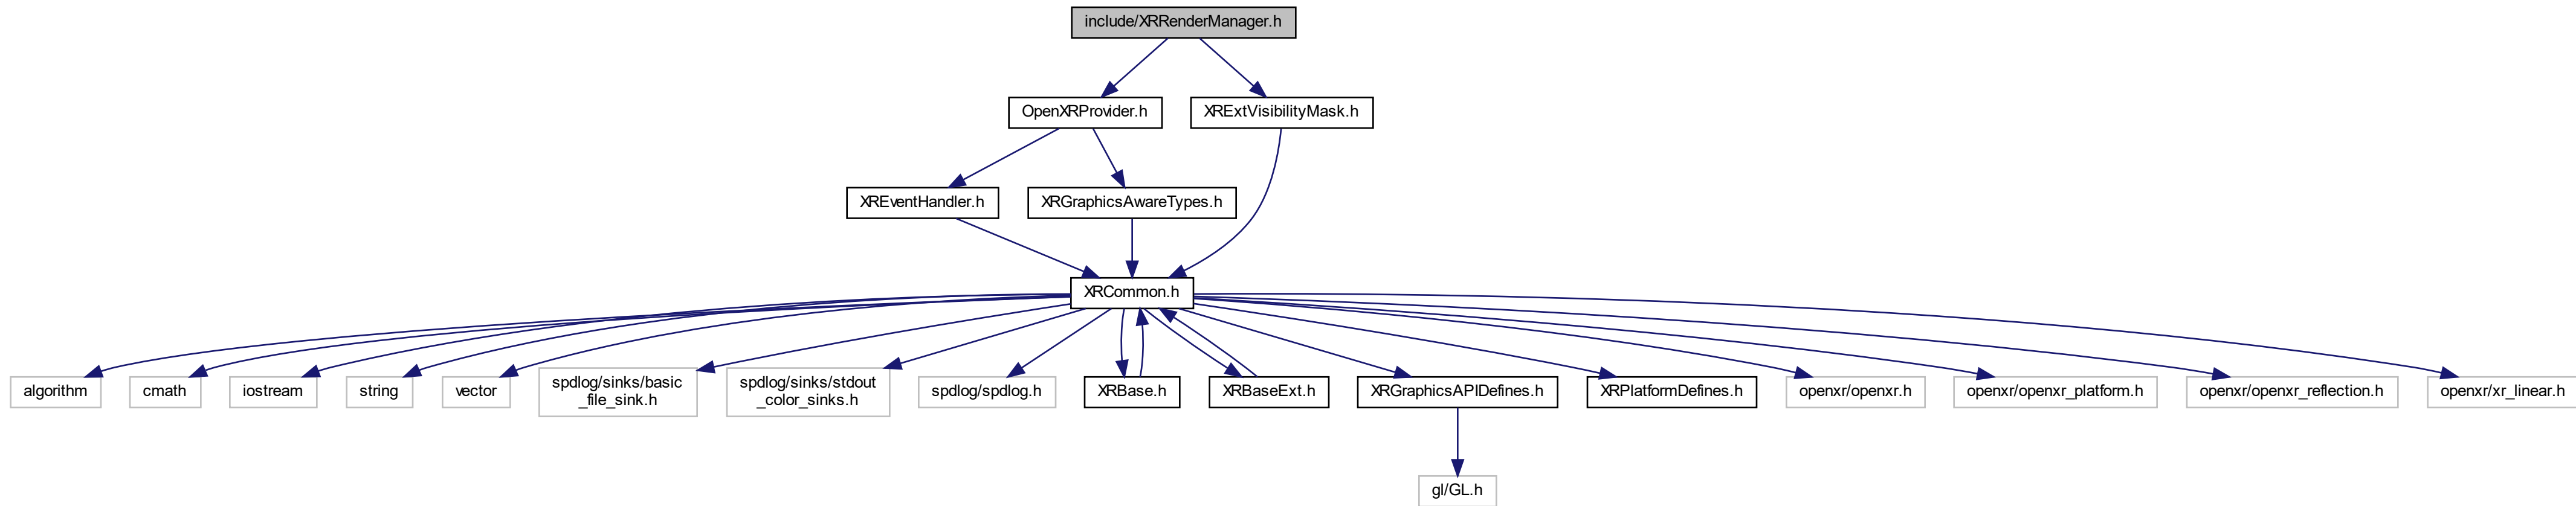 include/XRRenderManager.h
OpenXRProvider.h
XRExtVisibilityMask.h
XREventHandler.h
XRGraphicsAwareTypes.h
XRCommon.h
algorithm
cmath
iostream
string
vector
spdlog/sinks/basic
_file_sink.h
spdlog/sinks/stdout
_color_sinks.h
spdlog/spdlog.h
XRBase.h
XRBaseExt.h
XRGraphicsAPIDefines.h
XRPlatformDefines.h
openxr/openxr.h
openxr/openxr_platform.h
openxr/openxr_reflection.h
openxr/xr_linear.h
gl/GL.h